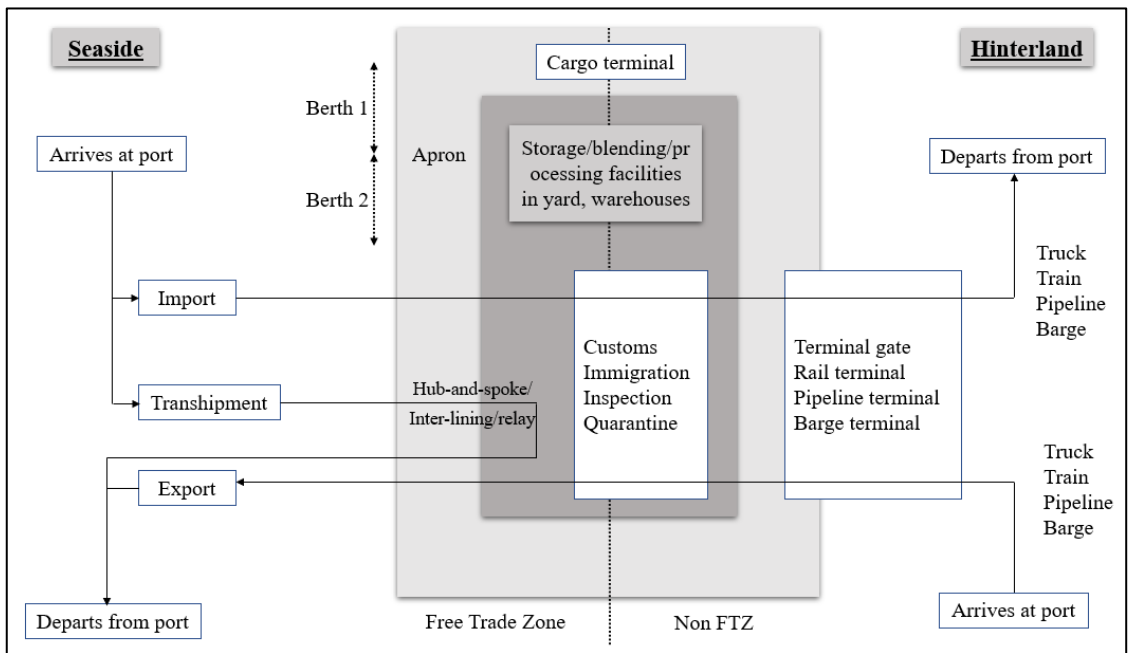 Seaside
Hinterland
Cargo terminal
Berth 1
Arrives at port
Apron
Storage/blending/pr
ocessing facilities
in yard, warehouses
Departs from port
Berth 2
Truck
Train
Pipeline
Barge
Import
Customs
Immigration
Inspection
Quarantine
Terminal gate
Rail terminal
Pipeline terminal
Barge terminal
Transhipment
Hub-and-spoke/
Inter-lining/relay
Export
Truck
Train
Pipeline
Barge
Departs from port
Free Trade Zone
Non FTZ
Arrives at port